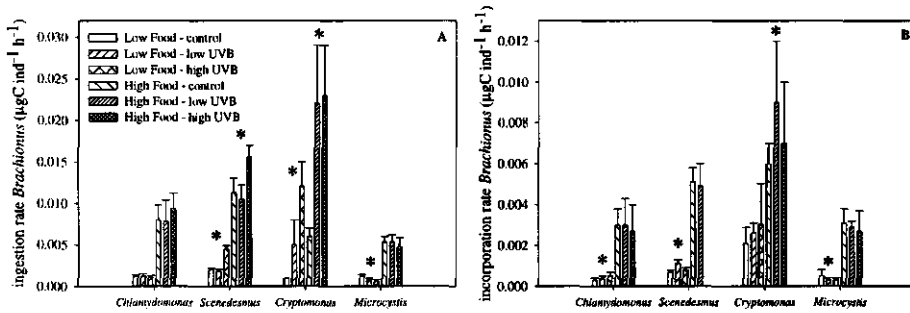 ingestion rate Brachionus (µgC ind⁻¹ h⁻¹)
0.030
0.025
0.020
0.015
0.010
0.005
0.000
Low Food - control
Low Food - low UVB
Low Food - high UVB
High Food - control
High Food - low UVB
High Food - high UVB
A
*
*
*
*
*
Chlamydomonas Scenedesmus Cryptomonas Microcystis
incorporation rate Brachionus (µgC ind⁻¹ h⁻¹)
0.012
0.010
0.008
0.006
0.004
0.002
0.000
B
*
*
*
*
Chlamydomonas Scenedesmus Cryptomonas Microcystis